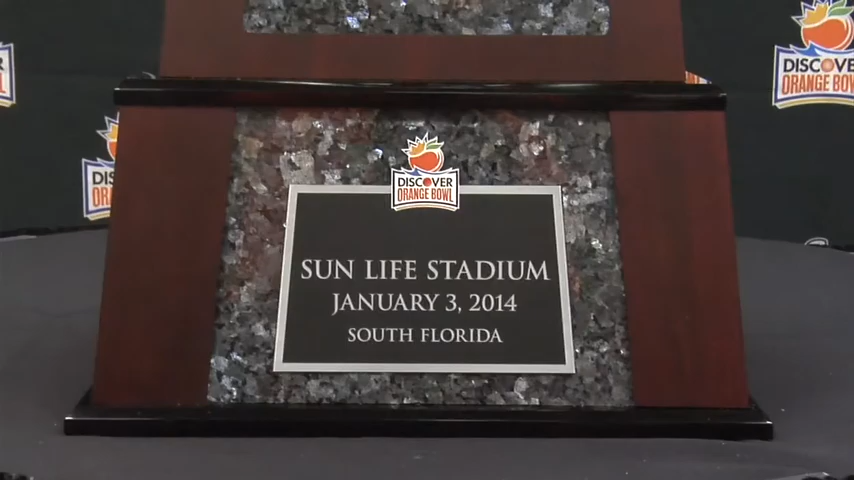 DISCOVER
ORANGE BOWL
DISCOVER
ORANGE BOWL
SUN LIFE STADIUM
JANUARY 3, 2014
SOUTH FLORIDA